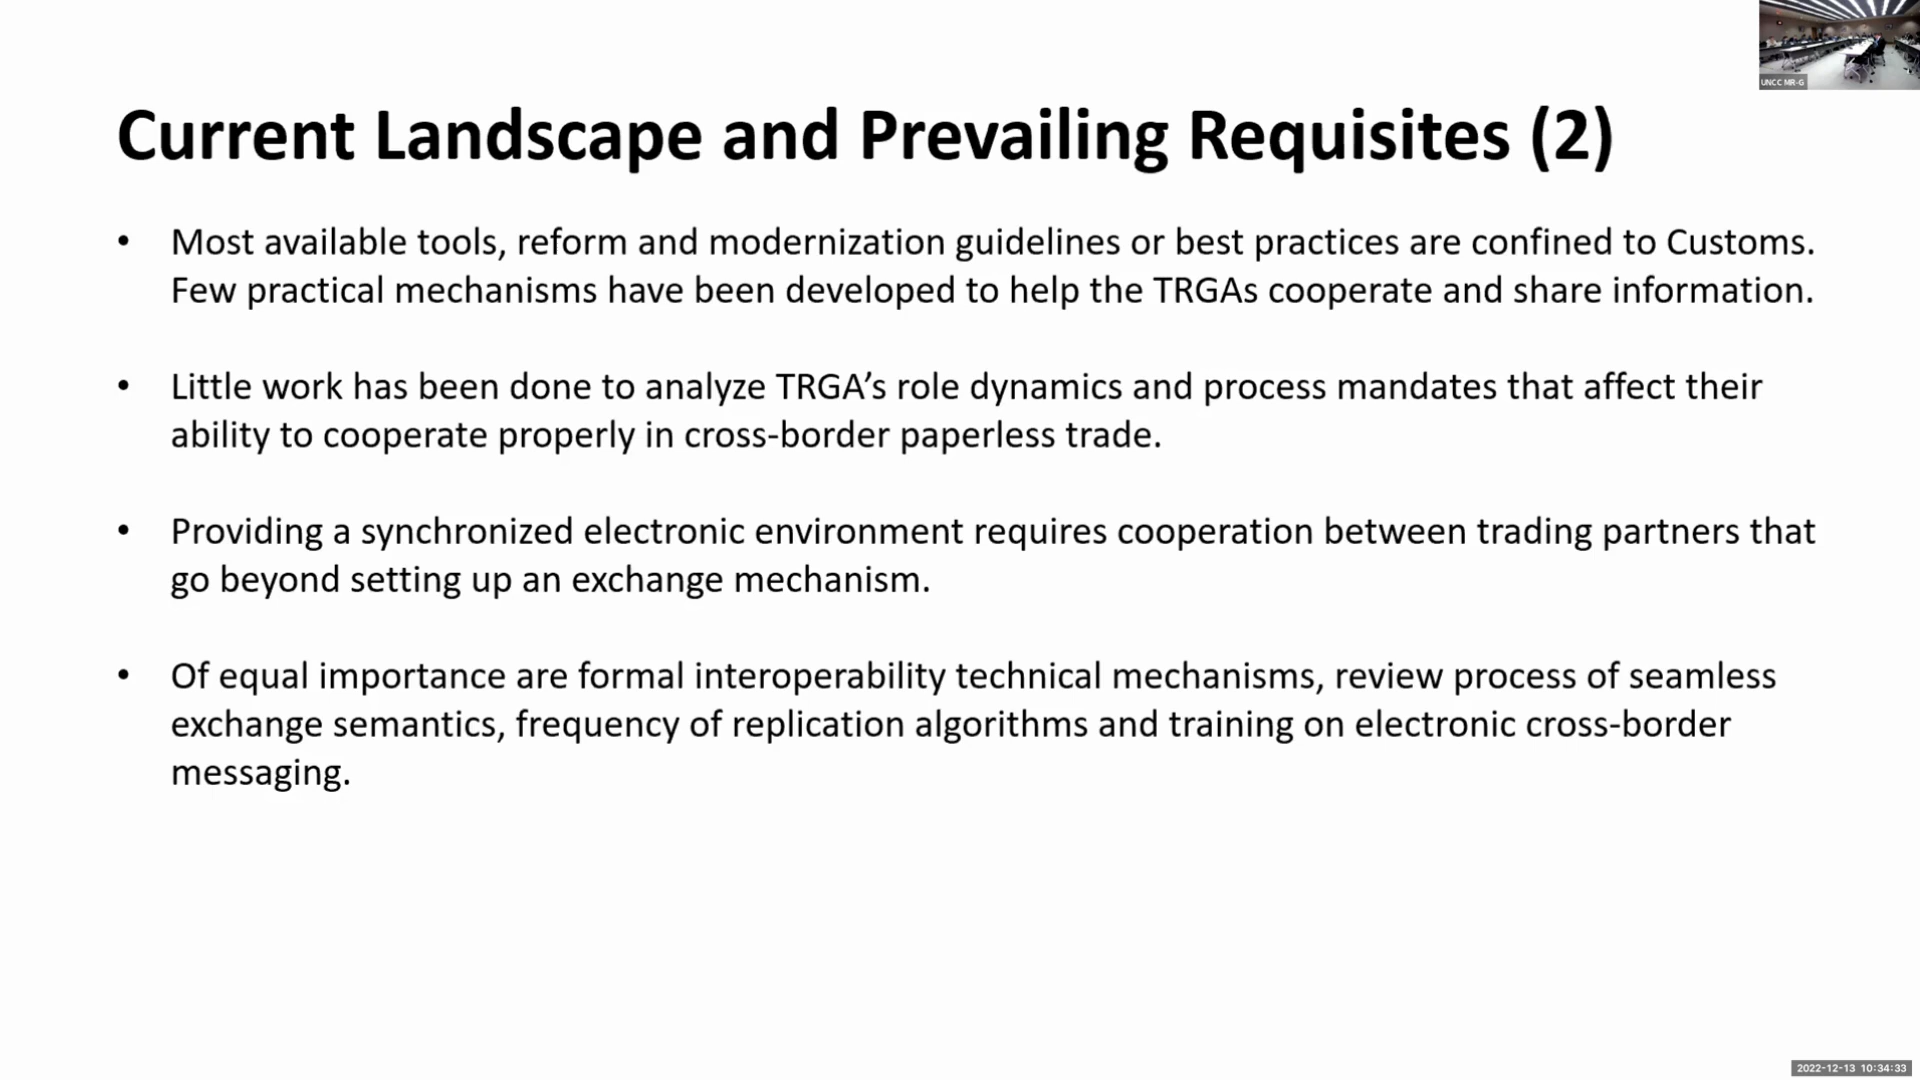 UNCC MR-G
Current Landscape and Prevailing Requisites (2)
• Most available tools, reform and modernization guidelines or best practices are confined to Customs.
Few practical mechanisms have been developed to help the TRGAs cooperate and share information.
• Little work has been done to analyze TRGA’s role dynamics and process mandates that affect their
ability to cooperate properly in cross-border paperless trade.
• Providing a synchronized electronic environment requires cooperation between trading partners that
go beyond setting up an exchange mechanism.
• Of equal importance are formal interoperability technical mechanisms, review process of seamless
exchange semantics, frequency of replication algorithms and training on electronic cross-border
messaging.
2022-12-13 10:34:33